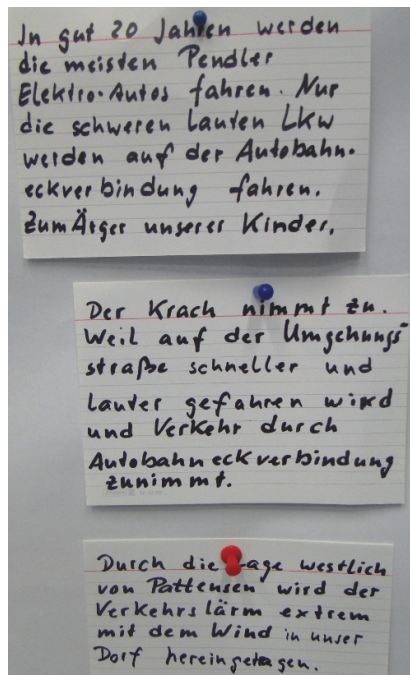 In gut 20 Jahren werden
die meisten Pendler
Elektro-Autos fahren. Nur
die schweren lauten LKW
werden auf der Autobahn-
eckverbindung fahren.
Zum Ärger unserer Kinder.
Der Krach nimmt zu.
Weil auf der Umgehungs-
straße schneller und
lauter gefahren wird
und Verkehr durch
Autobahneckverbindung
zunimmt.
Durch die Lage westlich
von Pattensen wird der
Verkehrslärm extrem
mit dem Wind in unser
Dorf hereingetragen.